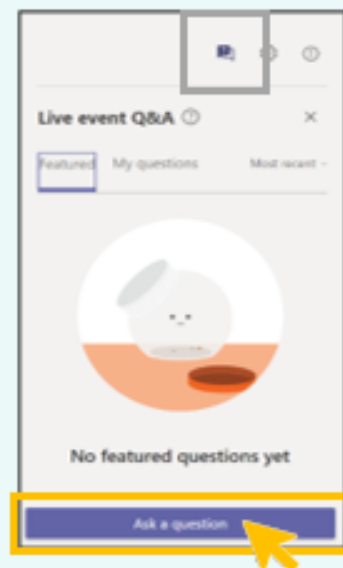 Live event Q&A
Featured My questions Most recent
No featured questions yet
Ask a question